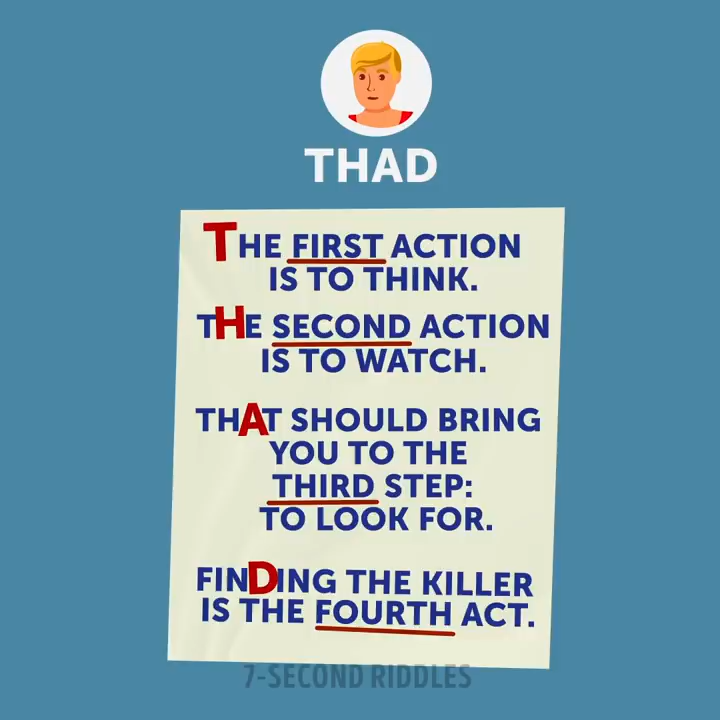 THAD
THE FIRST ACTION
IS TO THINK.
THE SECOND ACTION
IS TO WATCH.
THAT SHOULD BRING
YOU TO THE
THIRD STEP:
TO LOOK FOR.
FINDING THE KILLER
IS THE FOURTH ACT.
7-SECOND RIDDLES